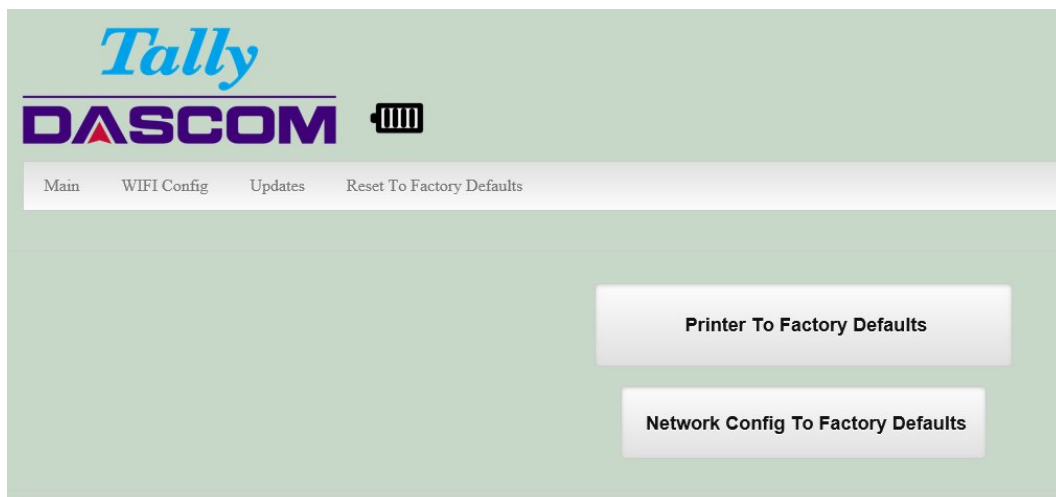 Tally
DASCOM
Main WIFI Config Updates Reset To Factory Defaults
Printer To Factory Defaults
Network Config To Factory Defaults